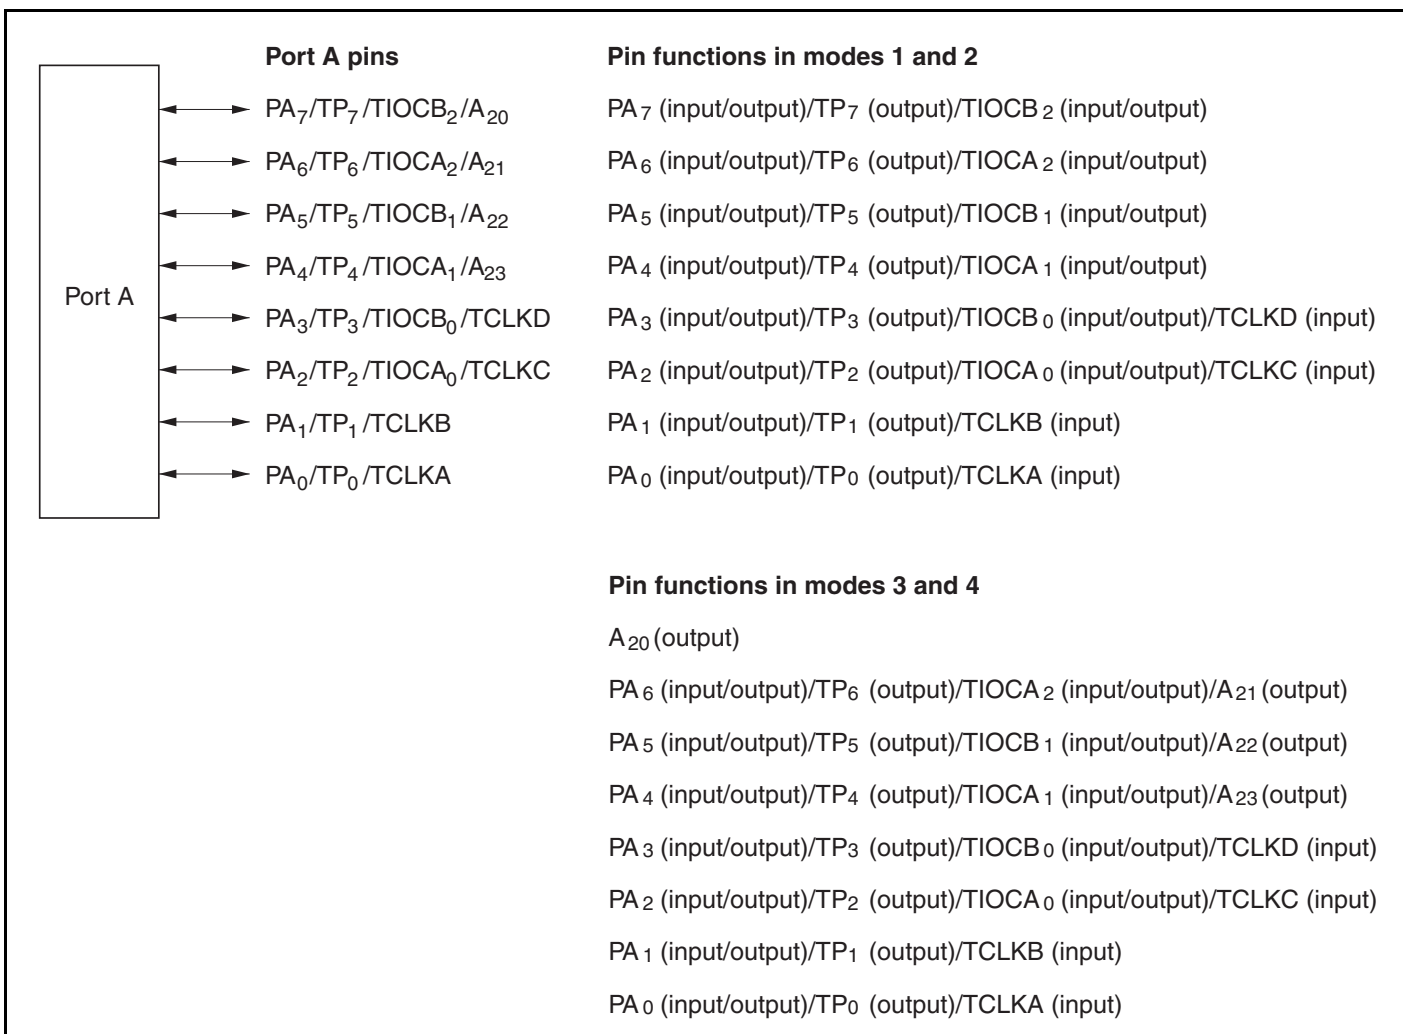 Port A pins
Pin functions in modes 1 and 2
Port A
PA7/TP7/TIOCB2/A20
PA7 (input/output)/TP7 (output)/TIOCB2 (input/output)
PA6/TP6/TIOCA2/A21
PA6 (input/output)/TP6 (output)/TIOCA2 (input/output)
PA5/TP5/TIOCB1/A22
PA5 (input/output)/TP5 (output)/TIOCB1 (input/output)
PA4/TP4/TIOCA1/A23
PA4 (input/output)/TP4 (output)/TIOCA1 (input/output)
PA3/TP3/TIOCB0/TCLKD
PA3 (input/output)/TP3 (output)/TIOCB0 (input/output)/TCLKD (input)
PA2/TP2/TIOCA0/TCLKC
PA2 (input/output)/TP2 (output)/TIOCA0 (input/output)/TCLKC (input)
PA1/TP1/TCLKB
PA1 (input/output)/TP1 (output)/TCLKB (input)
PA0/TP0/TCLKA
PA0 (input/output)/TP0 (output)/TCLKA (input)
Pin functions in modes 3 and 4
A20 (output)
PA6 (input/output)/TP6 (output)/TIOCA2 (input/output)/A21 (output)
PA5 (input/output)/TP5 (output)/TIOCB1 (input/output)/A22 (output)
PA4 (input/output)/TP4 (output)/TIOCA1 (input/output)/A23 (output)
PA3 (input/output)/TP3 (output)/TIOCB0 (input/output)/TCLKD (input)
PA2 (input/output)/TP2 (output)/TIOCA0 (input/output)/TCLKC (input)
PA1 (input/output)/TP1 (output)/TCLKB (input)
PA0 (input/output)/TP0 (output)/TCLKA (input)